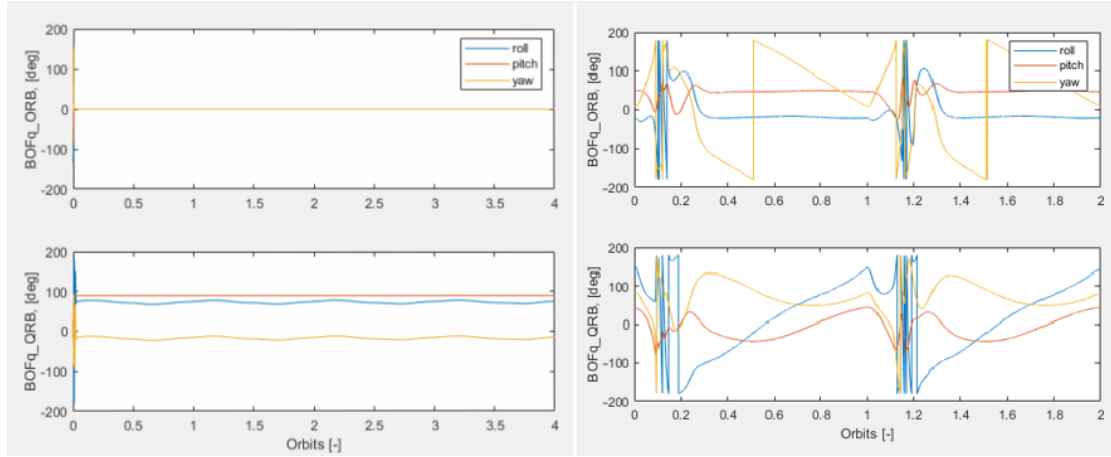 200
100
0
-100
-200
BOFq_ORB, [deg]
roll
pitch
yaw
0 0.5 1 1.5 2 2.5 3 3.5 4
200
100
0
-100
-200
BOFq_QRB, [deg]
0 0.5 1 1.5 2 2.5 3 3.5 4
Orbits [-]
200
100
0
-100
-200
BOFq_ORB, [deg]
roll
pitch
yaw
0 0.2 0.4 0.6 0.8 1 1.2 1.4 1.6 1.8 2
200
100
0
-100
-200
BOFq_QRB, [deg]
0 0.2 0.4 0.6 0.8 1 1.2 1.4 1.6 1.8 2
Orbits [-]